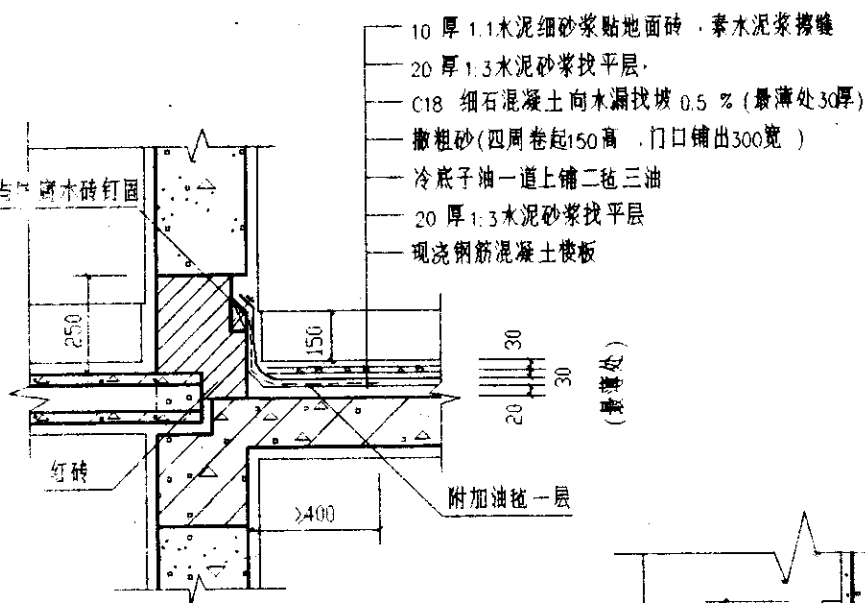 10 厚 1:1水泥细砂浆贴地面砖,素水泥浆擦缝
20 厚 1:3水泥砂浆找平层,
C18 细石混凝土向水漏找坡 0.5 % (最薄处30厚)
撒粗砂(四周卷起150高,门口铺出300宽 )
冷底子油一道上铺二毡三油
20 厚 1:3水泥砂浆找平层
现浇钢筋混凝土楼板
腐木砖钉固
250
150
30
30
20
(最薄处)
红砖
≥400
附加油毡一层